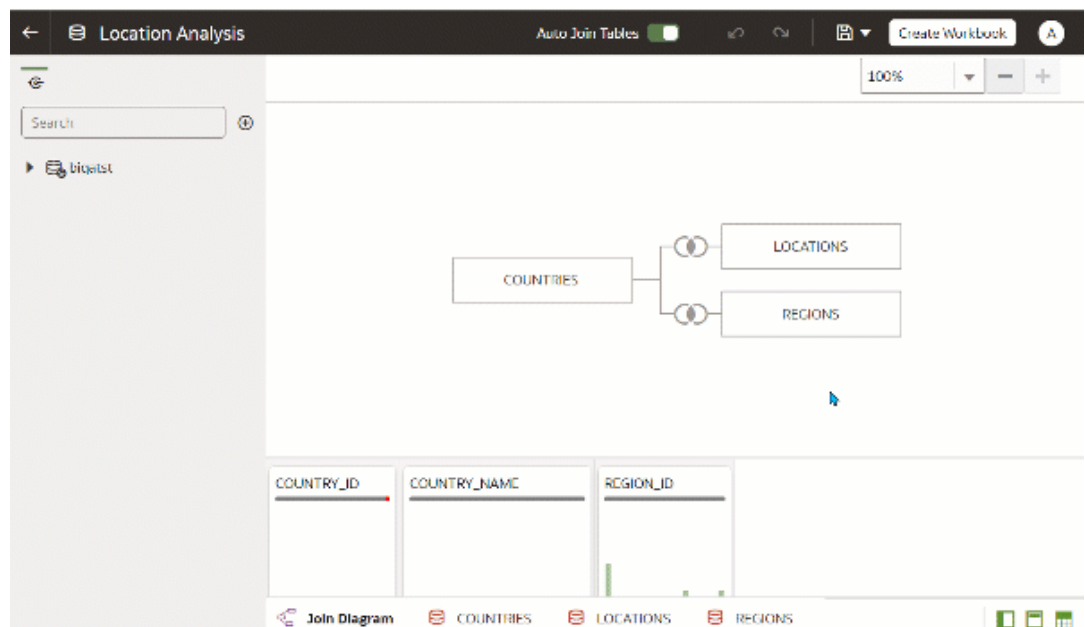 Location Analysis
Auto Join Tables
Create Workbook
A
100%
Search
biqatst
LOCATIONS
COUNTRIES
REGIONS
COUNTRY_ID
COUNTRY_NAME
REGION_ID
Join Diagram
COUNTRIES
LOCATIONS
REGIONS